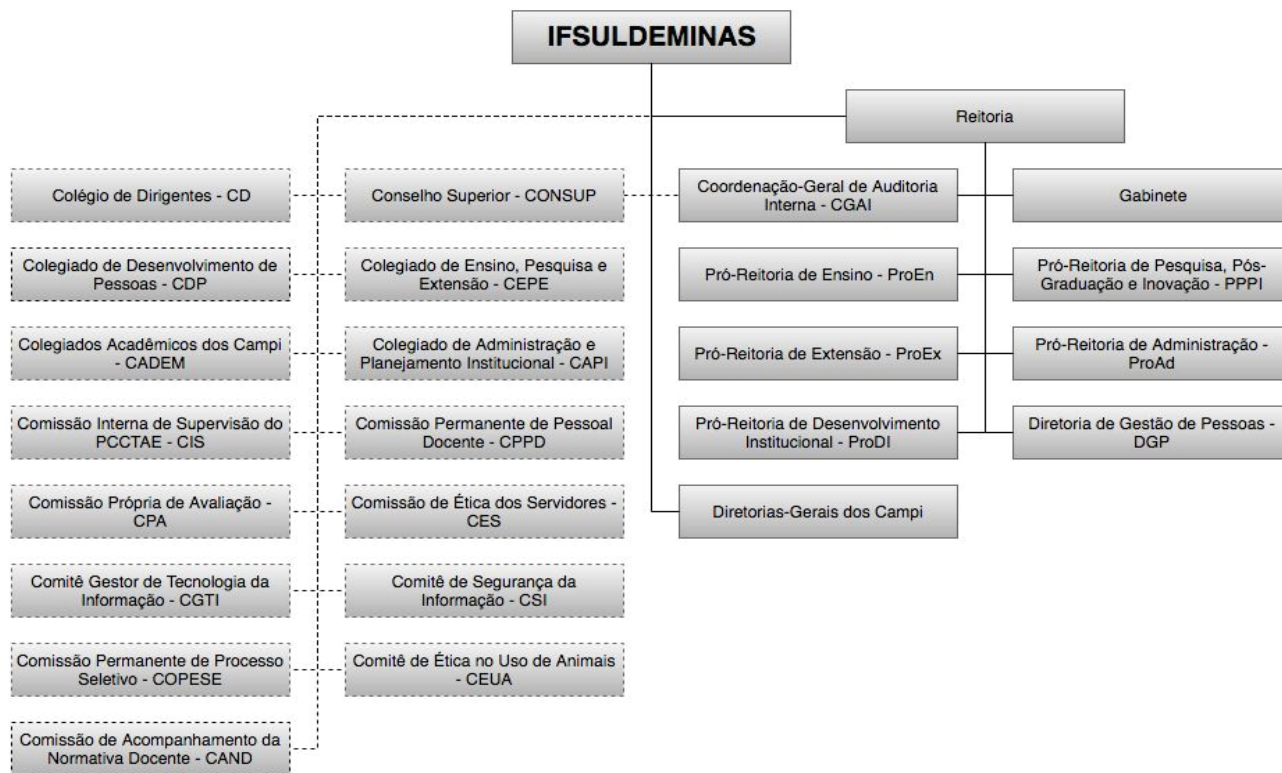 IFSULDEMINAS
Reitoria
Colégio de Dirigentes - CD
Conselho Superior - CONSUP
Coordenação-Geral de Auditoria
Interna - CGAI
Gabinete
Colegiado de Desenvolvimento de
Pessoas - CDP
Colegiado de Ensino, Pesquisa e
Extensão - CEPE
Pró-Reitoria de Ensino - ProEn
Pró-Reitoria de Pesquisa, Pós-
Graduação e Inovação - PPPI
Colegiados Acadêmicos dos Campi
- CADEM
Colegiado de Administração e
Planejamento Institucional - CAPI
Pró-Reitoria de Extensão - ProEx
Pró-Reitoria de Administração -
ProAd
Comissão Interna de Supervisão do
PCCTAE - CIS
Comissão Permanente de Pessoal
Docente - CPPD
Pró-Reitoria de Desenvolvimento
Institucional - ProDI
Diretoria de Gestão de Pessoas -
DGP
Comissão Própria de Avaliação -
CPA
Comissão de Ética dos Servidores -
CES
Diretorias-Gerais dos Campi
Comitê Gestor de Tecnologia da
Informação - CGTI
Comitê de Segurança da
Informação - CSI
Comissão Permanente de Processo
Seletivo - COPESE
Comitê de Ética no Uso de Animais
- CEUA
Comissão de Acompanhamento da
Normativa Docente - CAND